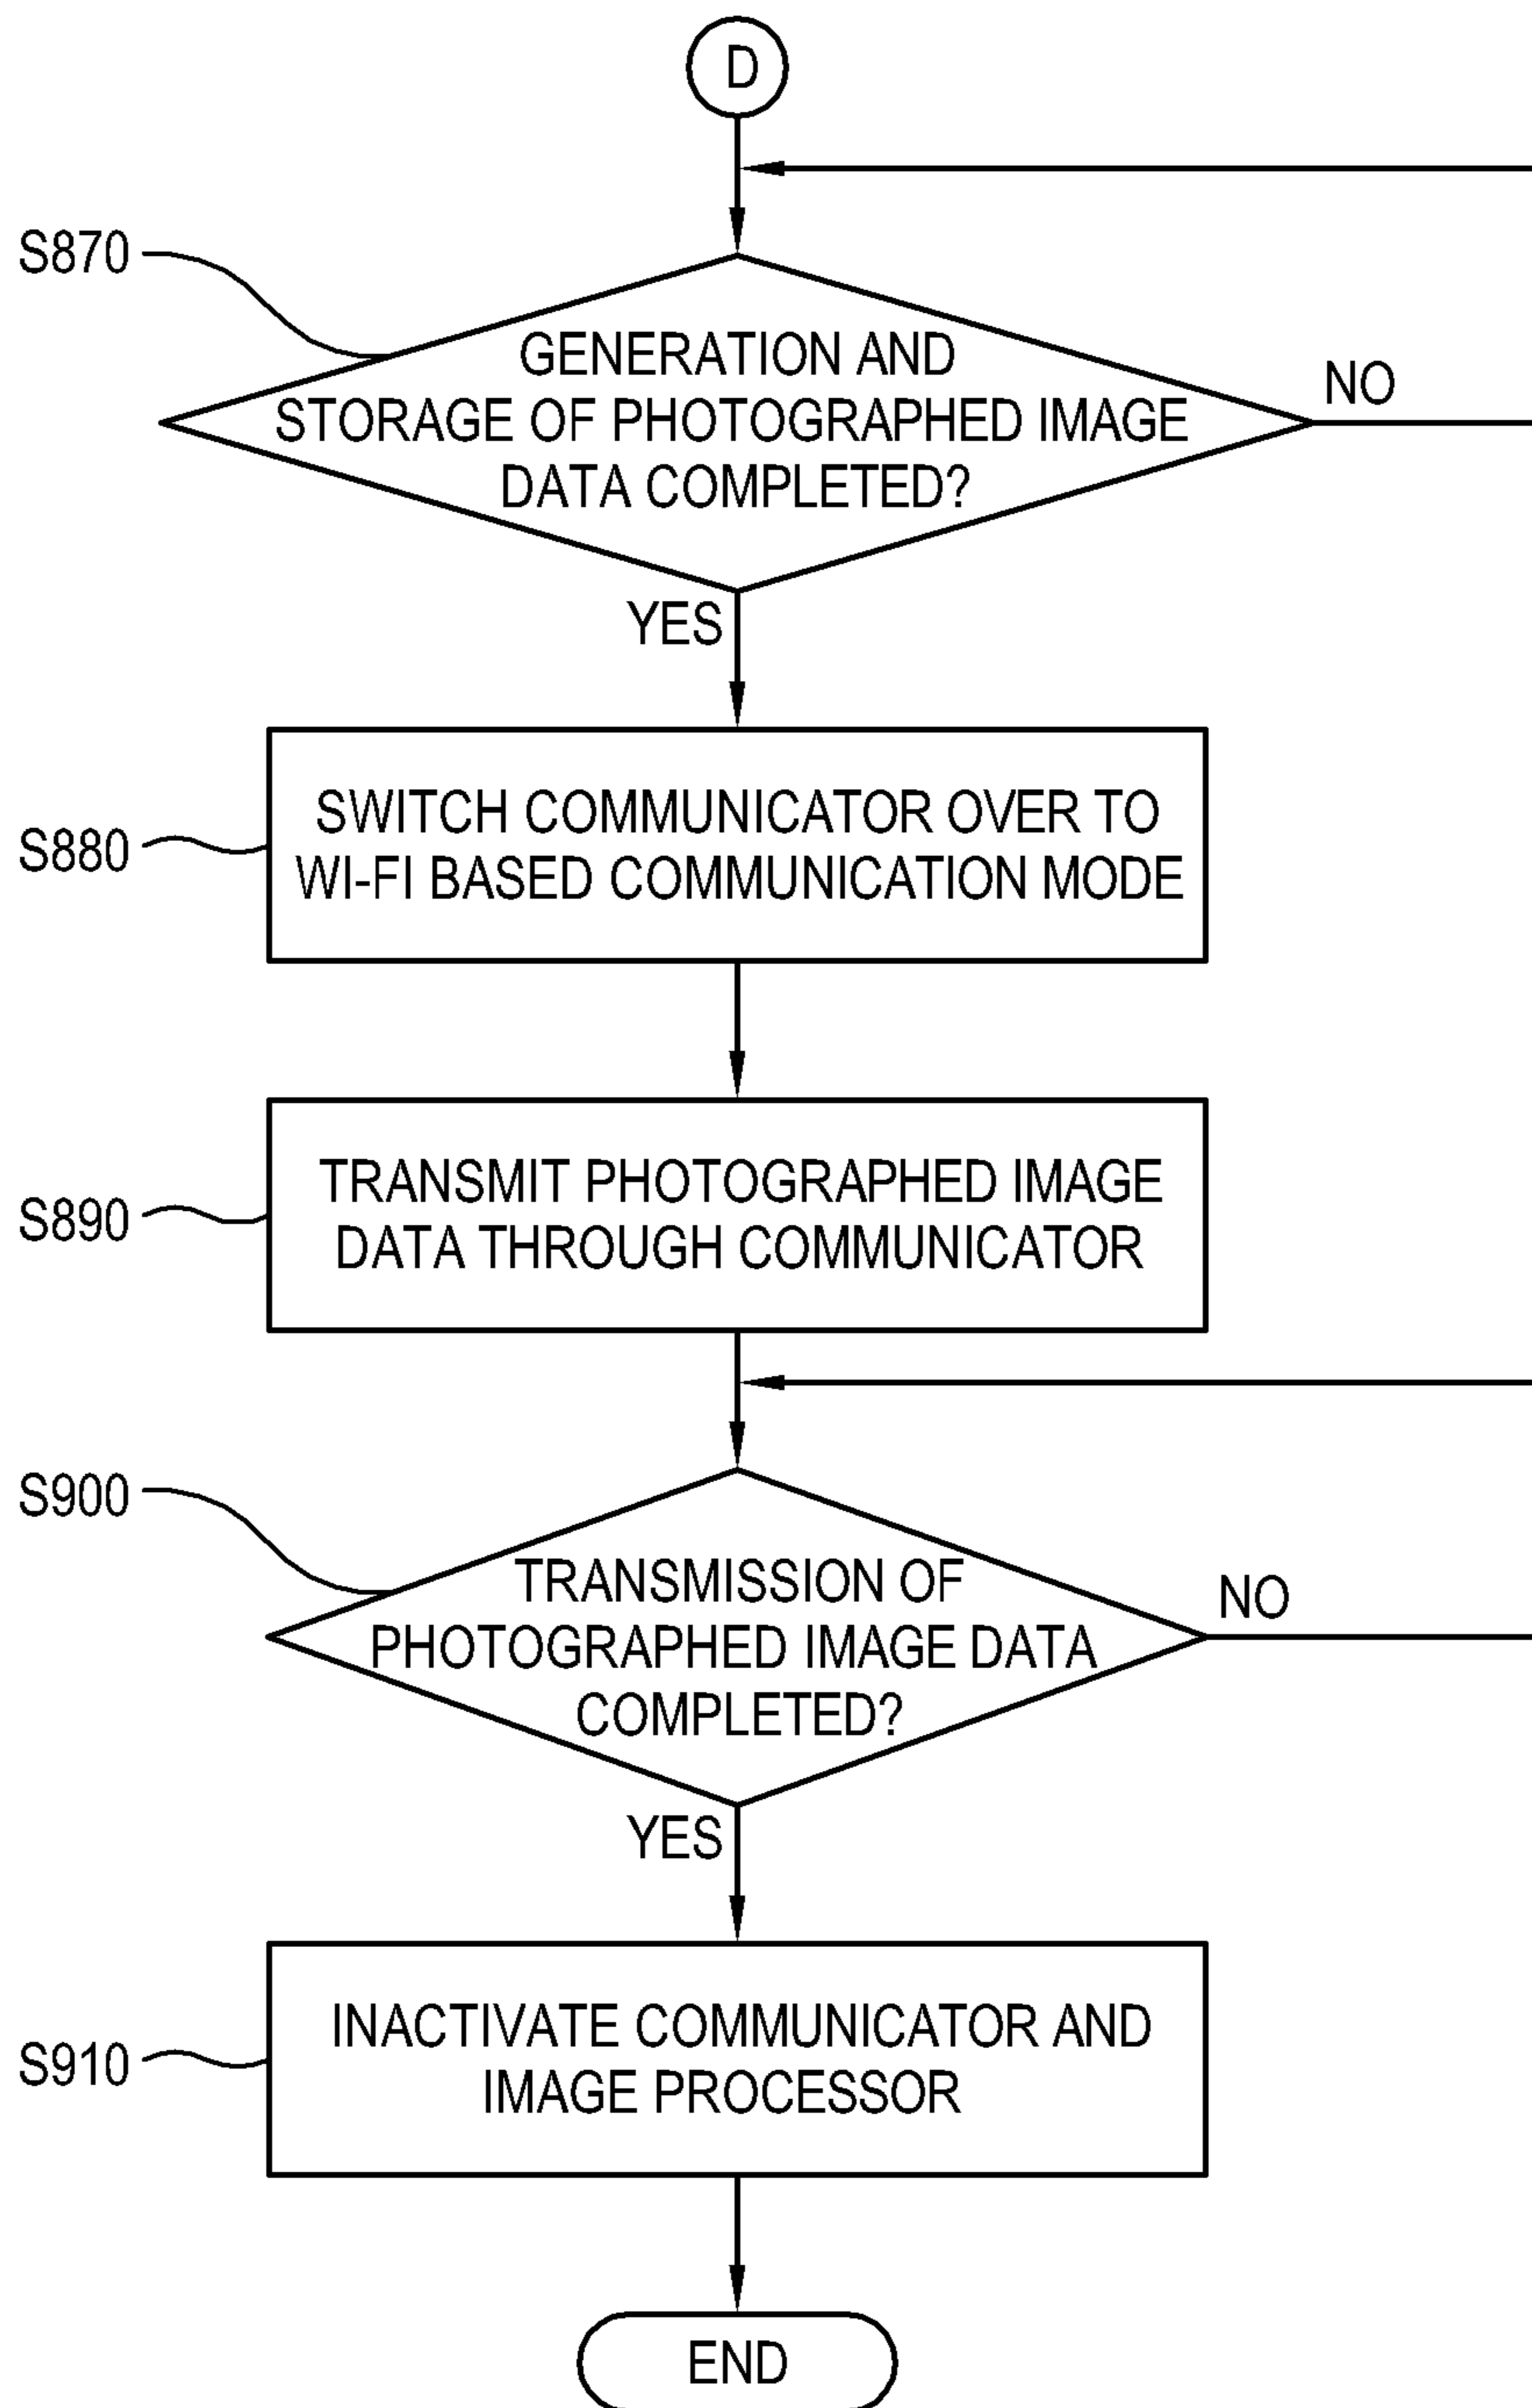 D
S870
GENERATION AND
STORAGE OF PHOTOGRAPHED IMAGE
DATA COMPLETED?
NO
YES
S880
SWITCH COMMUNICATOR OVER TO
WI-FI BASED COMMUNICATION MODE
S890
TRANSMIT PHOTOGRAPHED IMAGE
DATA THROUGH COMMUNICATOR
S900
TRANSMISSION OF
PHOTOGRAPHED IMAGE DATA
COMPLETED?
NO
YES
S910
INACTIVATE COMMUNICATOR AND
IMAGE PROCESSOR
END